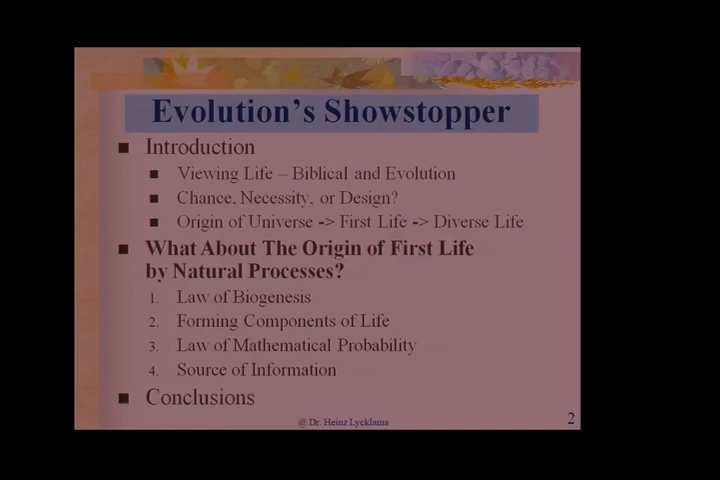 Evolution's Showstopper
■ Introduction
■ Viewing Life – Biblical and Evolution
■ Chance, Necessity, or Design?
■ Origin of Universe -> First Life -> Diverse Life
■ What About The Origin of First Life
by Natural Processes?
1. Law of Biogenesis
2. Forming Components of Life
3. Law of Mathematical Probability
4. Source of Information
■ Conclusions
@ Dr. Heinz Lycklama
2